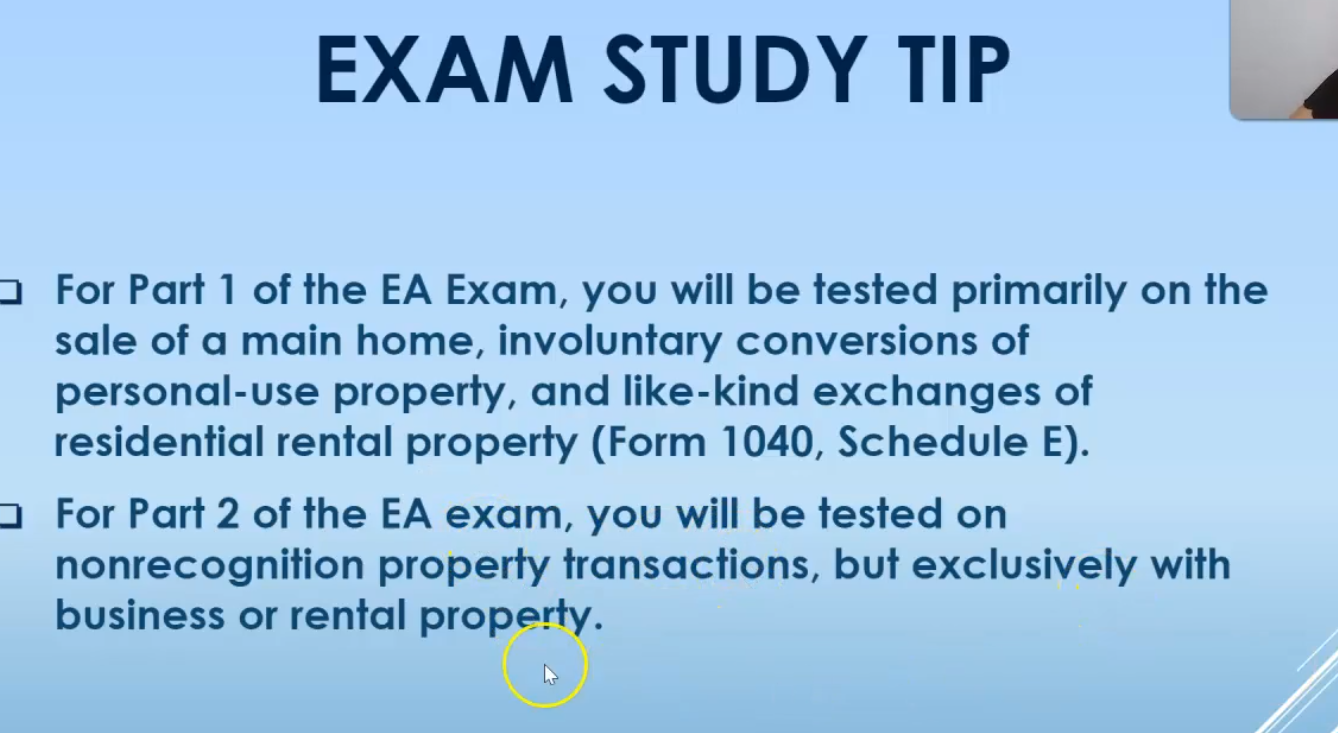 EXAM STUDY TIP
For Part 1 of the EA Exam, you will be tested primarily on the
sale of a main home, involuntary conversions of
personal-use property, and like-kind exchanges of
residential rental property (Form 1040, Schedule E).
For Part 2 of the EA exam, you will be tested on
nonrecognition property transactions, but exclusively with
business or rental property.